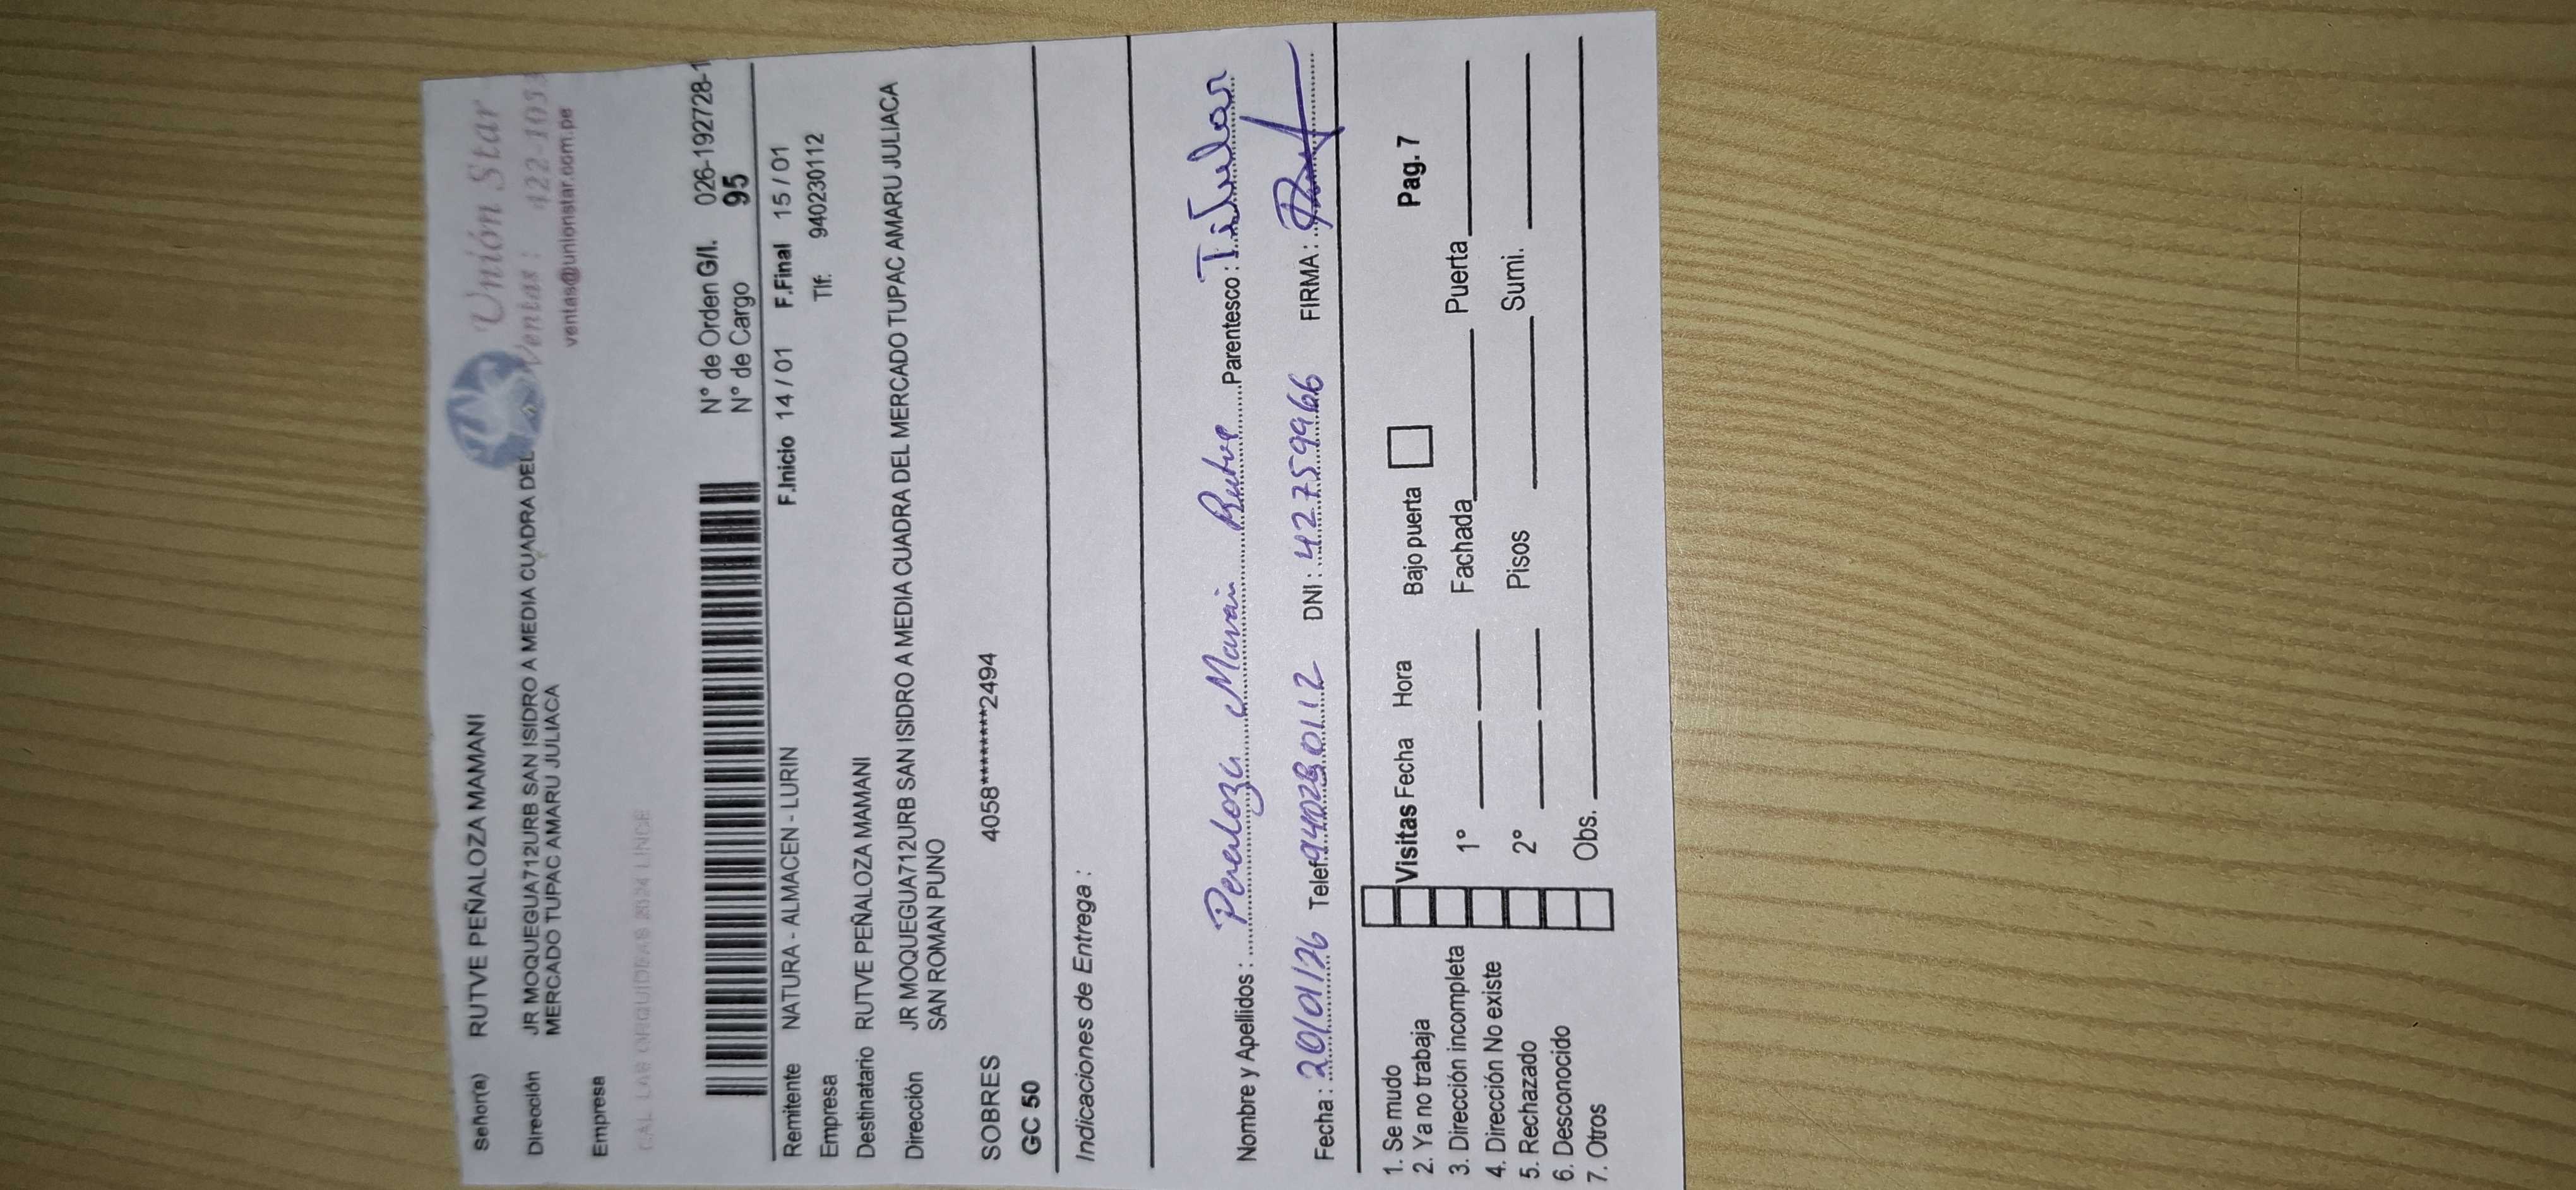 Señor(a) RUTVE PEÑALOZA MAMANI
Unión Star
Dirección JR MOQUEGUA712URB SAN ISIDRO A MEDIA CUADRA DEL
Ventas : 422-103
MERCADO TUPAC AMARU JULIACA
ventas@unionstar.com.pe
Empresa
CAL LAS ORQUIDEAS LINCE
N° de Orden G/I. 026-192728-1
N° de Cargo 95
Remitente NATURA - ALMACEN - LURIN F.Inicio 14 / 01 F.Final 15 / 01
Empresa Tlf. 940230112
Destinatario RUTVE PEÑALOZA MAMANI
Dirección JR MOQUEGUA712URB SAN ISIDRO A MEDIA CUADRA DEL MERCADO TUPAC AMARU JULIACA
SAN ROMAN PUNO
SOBRES 4058********2494
GC 50
Indicaciones de Entrega :
Nombre y Apellidos : Rutve Parentesco : Titular
Fecha : 20/01/26 Telef. 940230112 DNI : 42759966 FIRMA :
1. Se mudo
2. Ya no trabaja Visitas Fecha Hora Bajo puerta Pag. 7
3. Dirección incompleta 1° Fachada Puerta
4. Dirección No existe
5. Rechazado 2° Pisos Sumi.
6. Desconocido
7. Otros Obs.